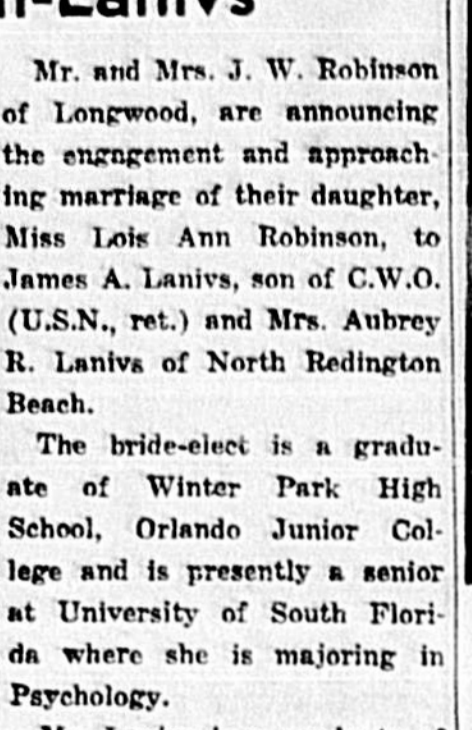 n-Lanivs
Mr. and Mrs. J. W. Robinson
of Longwood, are announcing
the engagement and approach-
ing marriage of their daughter,
Miss Lois Ann Robinson, to
James A. Lanivs, son of C.W.O.
(U.S.N., ret.) and Mrs. Aubrey
R. Lanivs of North Redington
Beach.
The bride-elect is a gradu-
ate of Winter Park High
School, Orlando Junior Col-
lege and is presently a senior
at University of South Flori-
da where she is majoring in
Psychology.